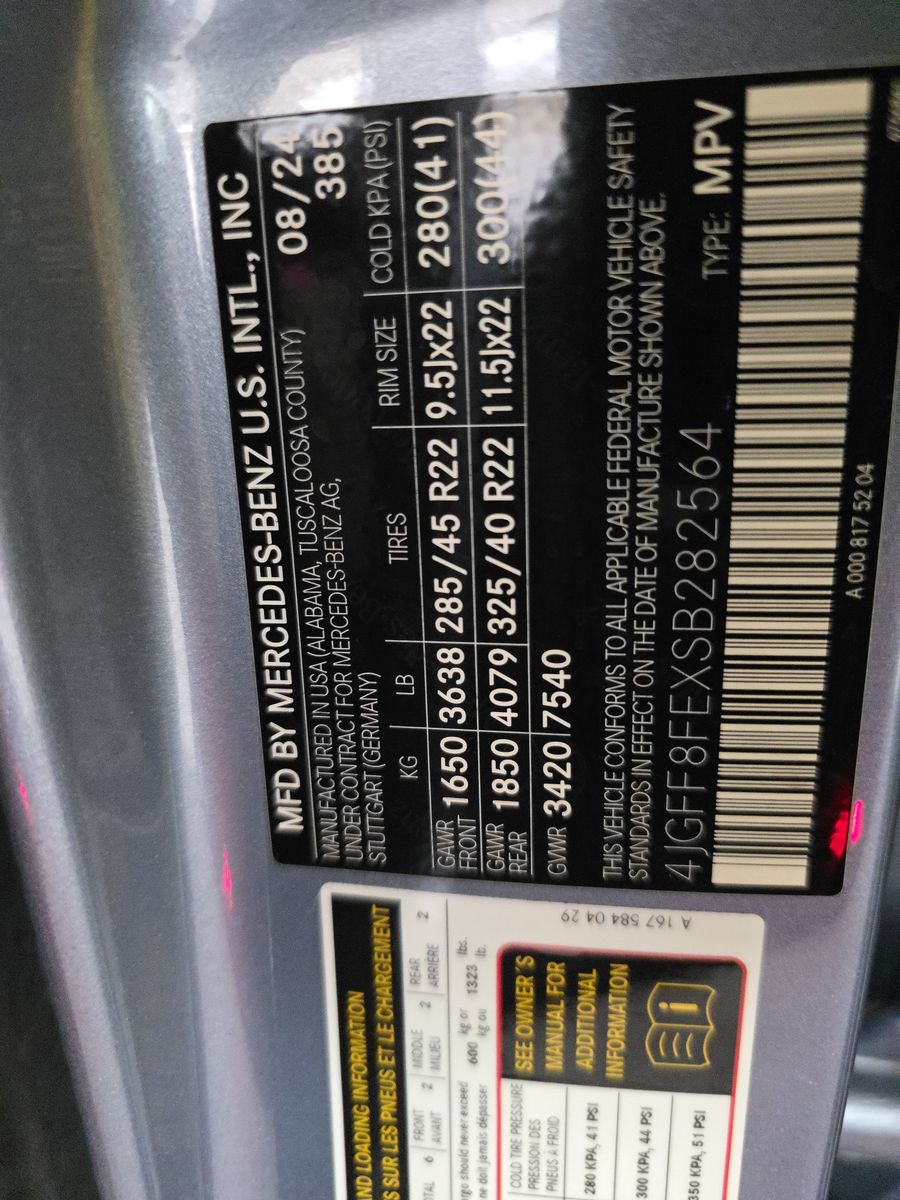 MFD BY MERCEDES-BENZ U.S. INTL., INC
MANUFACTURED IN USA (ALABAMA, TUSCALOOSA COUNTY) 08/24
UNDER CONTRACT FOR MERCEDES-BENZ AG, 385
STUTTGART (GERMANY)
KG LB TIRES RIM SIZE COLD KPA (PSI)
GAWR FRONT 1650 3638 285/45 R22 9.5Jx22 280(41)
GAWR REAR 1850 4079 325/40 R22 11.5Jx22 300(44)
GVWR 3420 7540
THIS VEHICLE CONFORMS TO ALL APPLICABLE FEDERAL MOTOR VEHICLE SAFETY
STANDARDS IN EFFECT ON THE DATE OF MANUFACTURE SHOWN ABOVE.
4JGFF8FEXSB282564 TYPE: MPV
A 000 817 52 04
LOADING INFORMATION
SUR LES PNEUS ET LE CHARGEMENT
6 FRONT 2 MIDDLE 2 REAR 2
AVANT MILIEU ARRIÈRE
should never exceed 600 kg or 1323 lbs.
ne doit jamais dépasser kg ou lb.
COLD TIRE PRESSURE
PRESSION DES
PNEUS À FROID
280 KPA, 41 PSI
300 KPA, 44 PSI
350 KPA, 51 PSI
SEE OWNER'S
MANUAL FOR
ADDITIONAL
INFORMATION
A 167 584 04 29